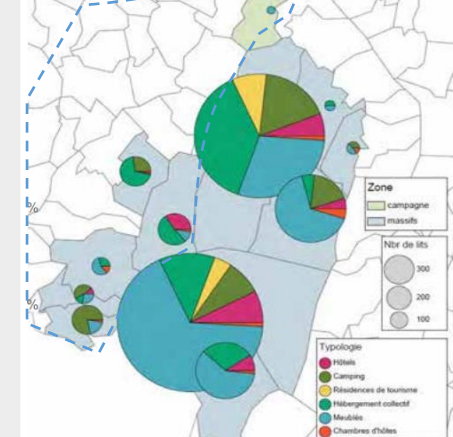 %
%
Zone
campagne
massifs
Nbr de lits
300
200
100
Typologie
Hôtels
Camping
Résidences de tourisme
Hébergement collectif
Meublés
Chambres d'hôtes